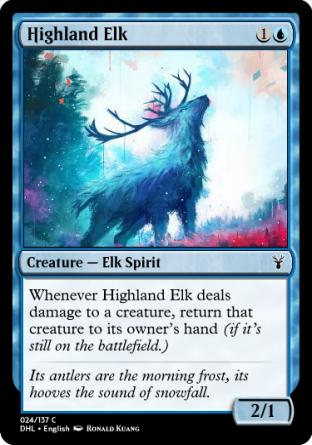 Highland Elk 1
Creature — Elk Spirit
Whenever Highland Elk deals
damage to a creature, return that
creature to its owner's hand (if it's
still on the battlefield.)
Its antlers are the morning frost, its
hooves the sound of snowfall.
2/1
024/137 C
DHL • English Ronald Kuang